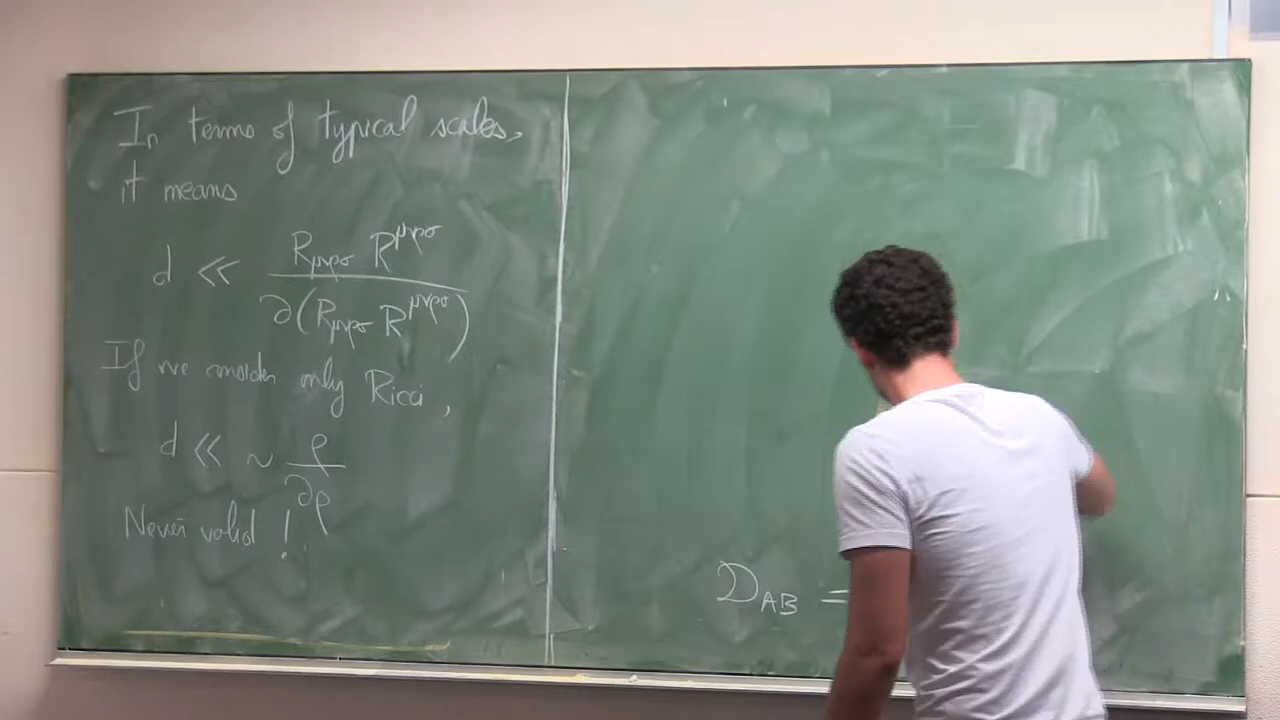 In terms of typical scales,
it means
d ≪ R_{μνρσ} R^{μνρσ} / ∂(R_{μνρσ} R^{μνρσ})
If we consider only Ricci,
d ≪ ~ ρ / ∂ρ
Never valid !
𝒟_{AB} =